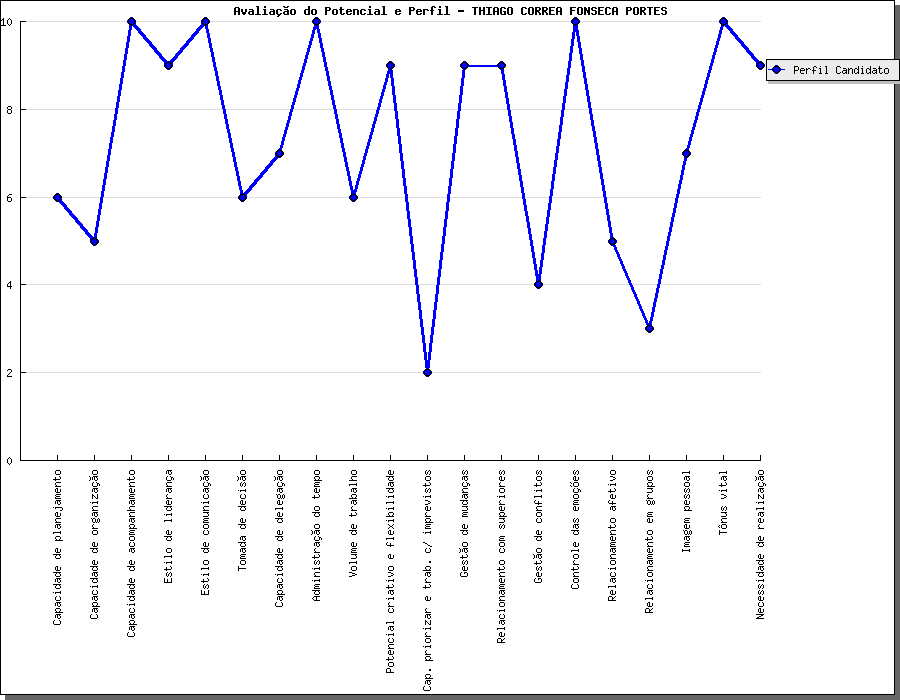 Avaliação do Potencial e Perfil - THIAGO CORREA FONSECA PORTES
10
8
6
4
2
0
Perfil Candidato
Capacidade de planejamento
Capacidade de organização
Capacidade de acompanhamento
Estilo de liderança
Estilo de comunicação
Tomada de decisão
Capacidade de delegação
Administração do tempo
Volume de trabalho
Potencial criativo e flexibilidade
Cap. priorizar e trab. c/ imprevistos
Gestão de mudanças
Relacionamento com superiores
Gestão de conflitos
Controle das emoções
Relacionamento afetivo
Relacionamento em grupos
Imagem pessoal
Tônus vital
Necessidade de realização